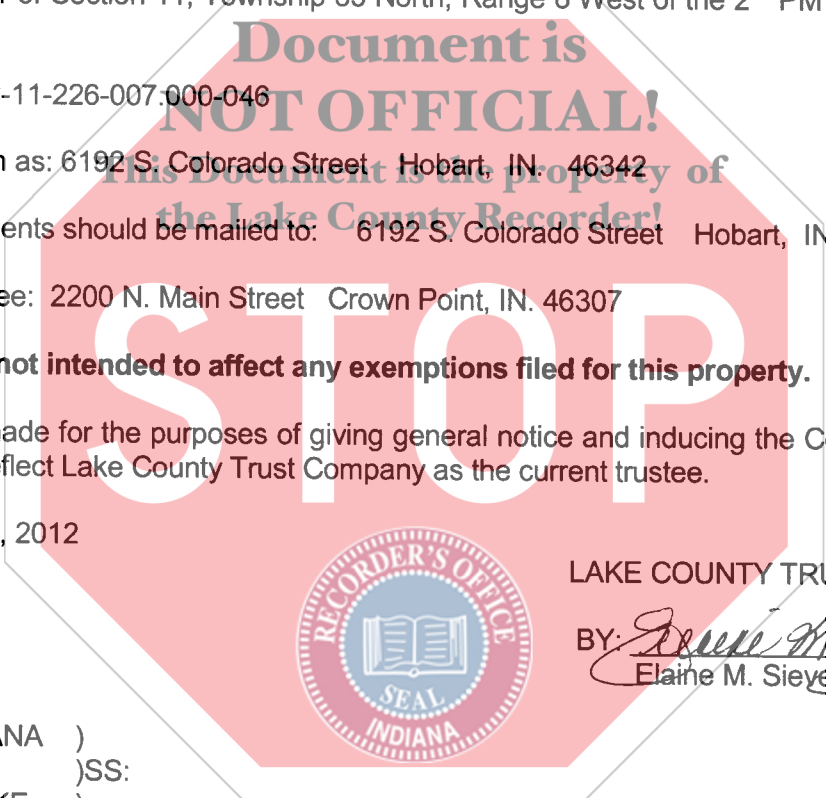 of Section 11, Township 35 North, Range 8 West of the 2 PM
Document is
-11-226-007.000-046
NOT OFFICIAL!
as: 6192 S. Colorado Street Hobart, IN. 46342
This Document is the property of
the Lake County Recorder!
ents should be mailed to: 6192 S. Colorado Street Hobart, IN
ee: 2200 N. Main Street Crown Point, IN. 46307
STOP
not intended to affect any exemptions filed for this property.
ade for the purposes of giving general notice and inducing the C
eflect Lake County Trust Company as the current trustee.
, 2012
RECORDER'S OFFICE
SEAL
INDIANA
LAKE COUNTY TRU
BY:
Elaine M. Sieve
ANA )
)SS: